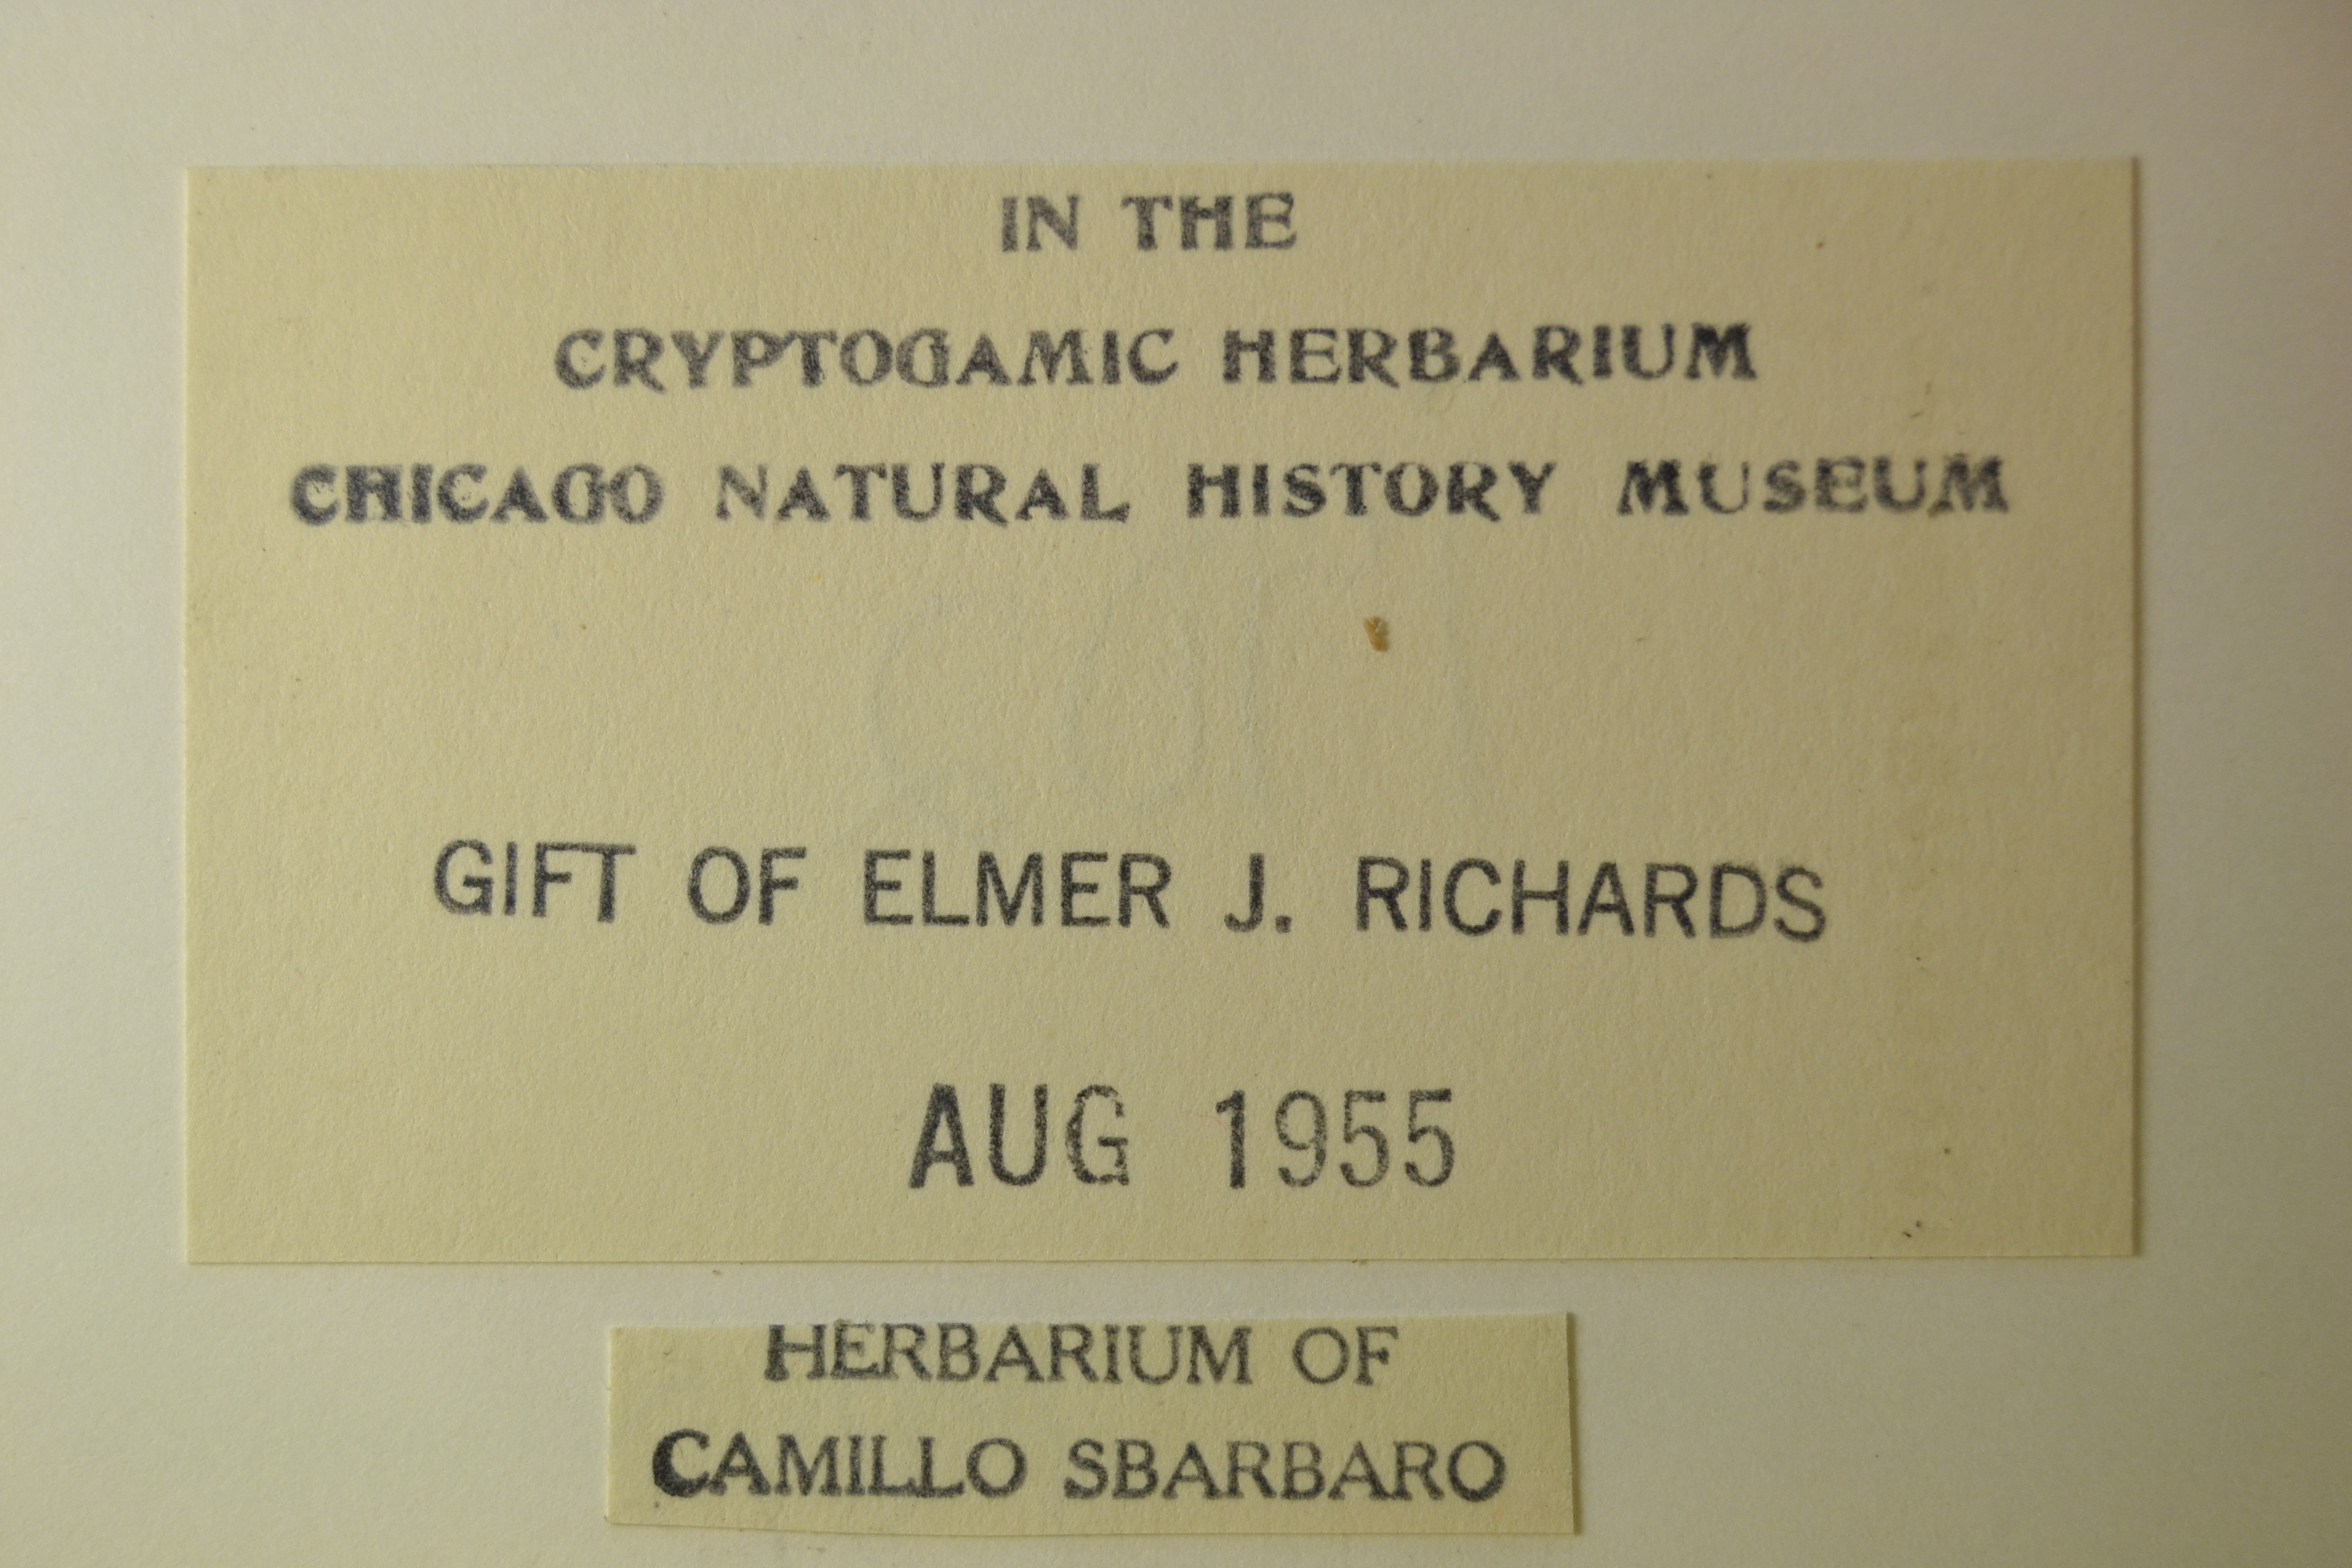 IN THE
CRYPTOGAMIC HERBARIUM
CHICAGO NATURAL HISTORY MUSEUM
GIFT OF ELMER J. RICHARDS
AUG 1955
HERBARIUM OF
CAMILLO SBARBARO